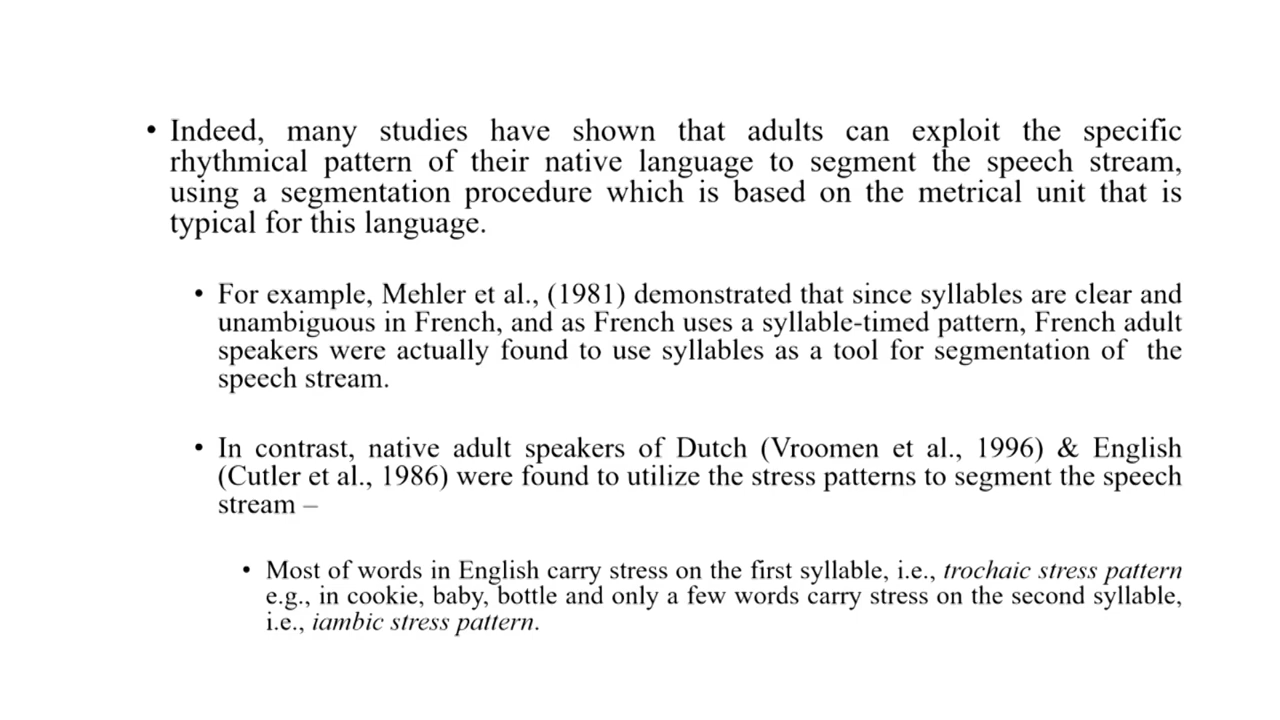 • Indeed, many studies have shown that adults can exploit the specific
rhythmical pattern of their native language to segment the speech stream,
using a segmentation procedure which is based on the metrical unit that is
typical for this language.
• For example, Mehler et al., (1981) demonstrated that since syllables are clear and
unambiguous in French, and as French uses a syllable-timed pattern, French adult
speakers were actually found to use syllables as a tool for segmentation of the
speech stream.
• In contrast, native adult speakers of Dutch (Vroomen et al., 1996) & English
(Cutler et al., 1986) were found to utilize the stress patterns to segment the speech
stream –
• Most of words in English carry stress on the first syllable, i.e., trochaic stress pattern
e.g., in cookie, baby, bottle and only a few words carry stress on the second syllable,
i.e., iambic stress pattern.